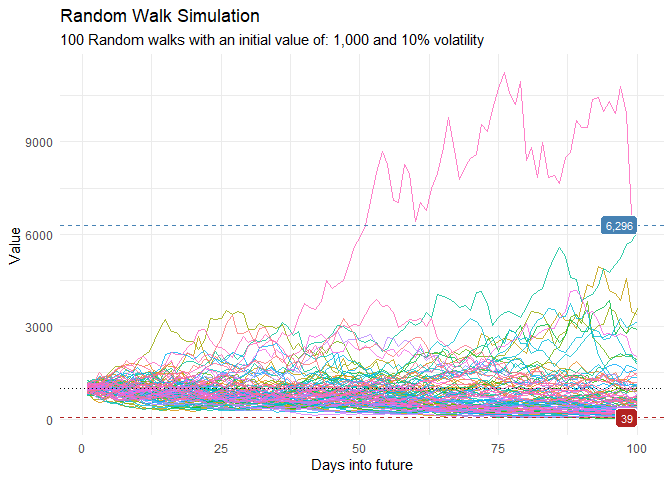 Random Walk Simulation
100 Random walks with an initial value of: 1,000 and 10% volatility
9000
6,296
6000
Value
3000
39
0
0
25
50
75
100
Days into future